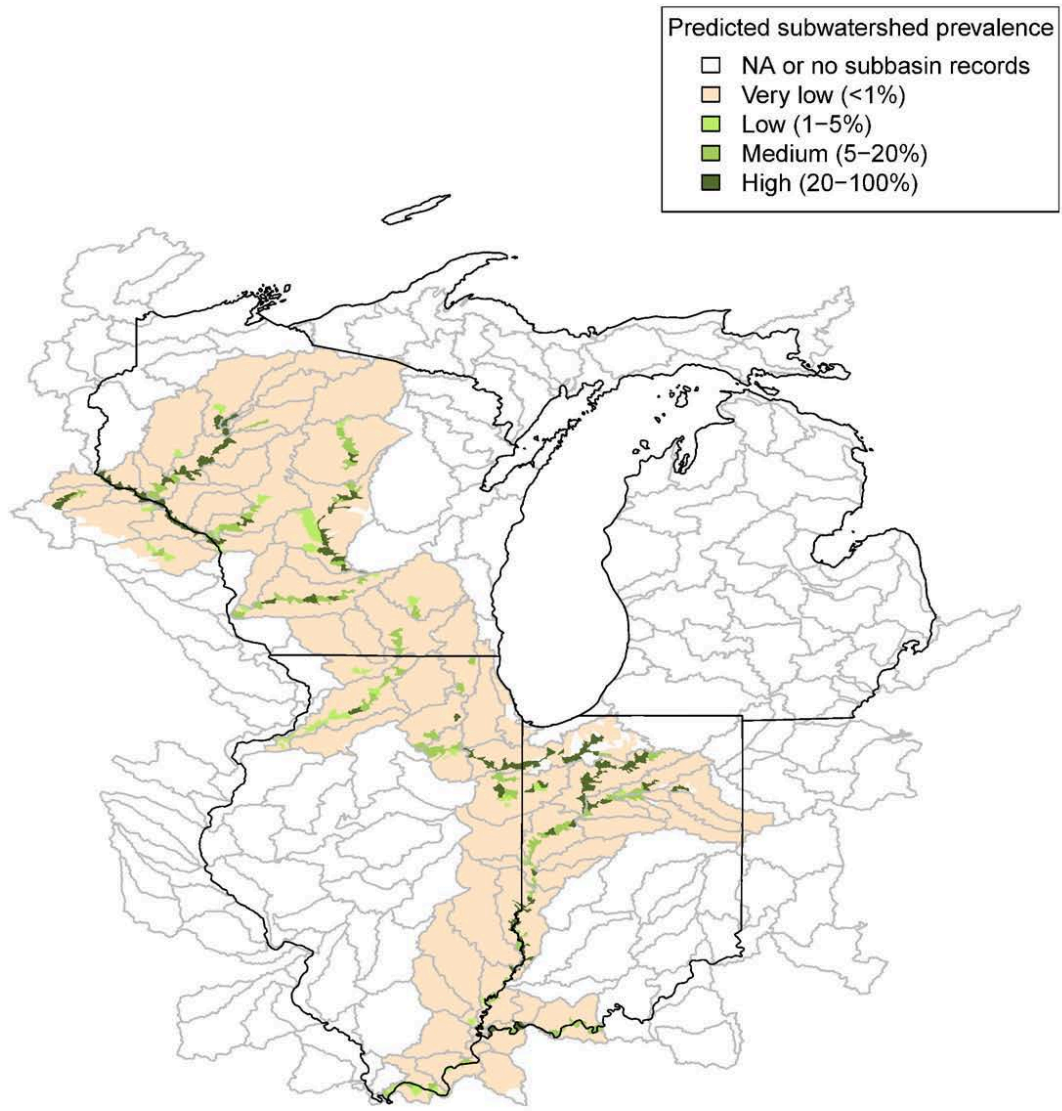 Predicted subwatershed prevalence
NA or no subbasin records
Very low (<1%)
Low (1−5%)
Medium (5−20%)
High (20−100%)